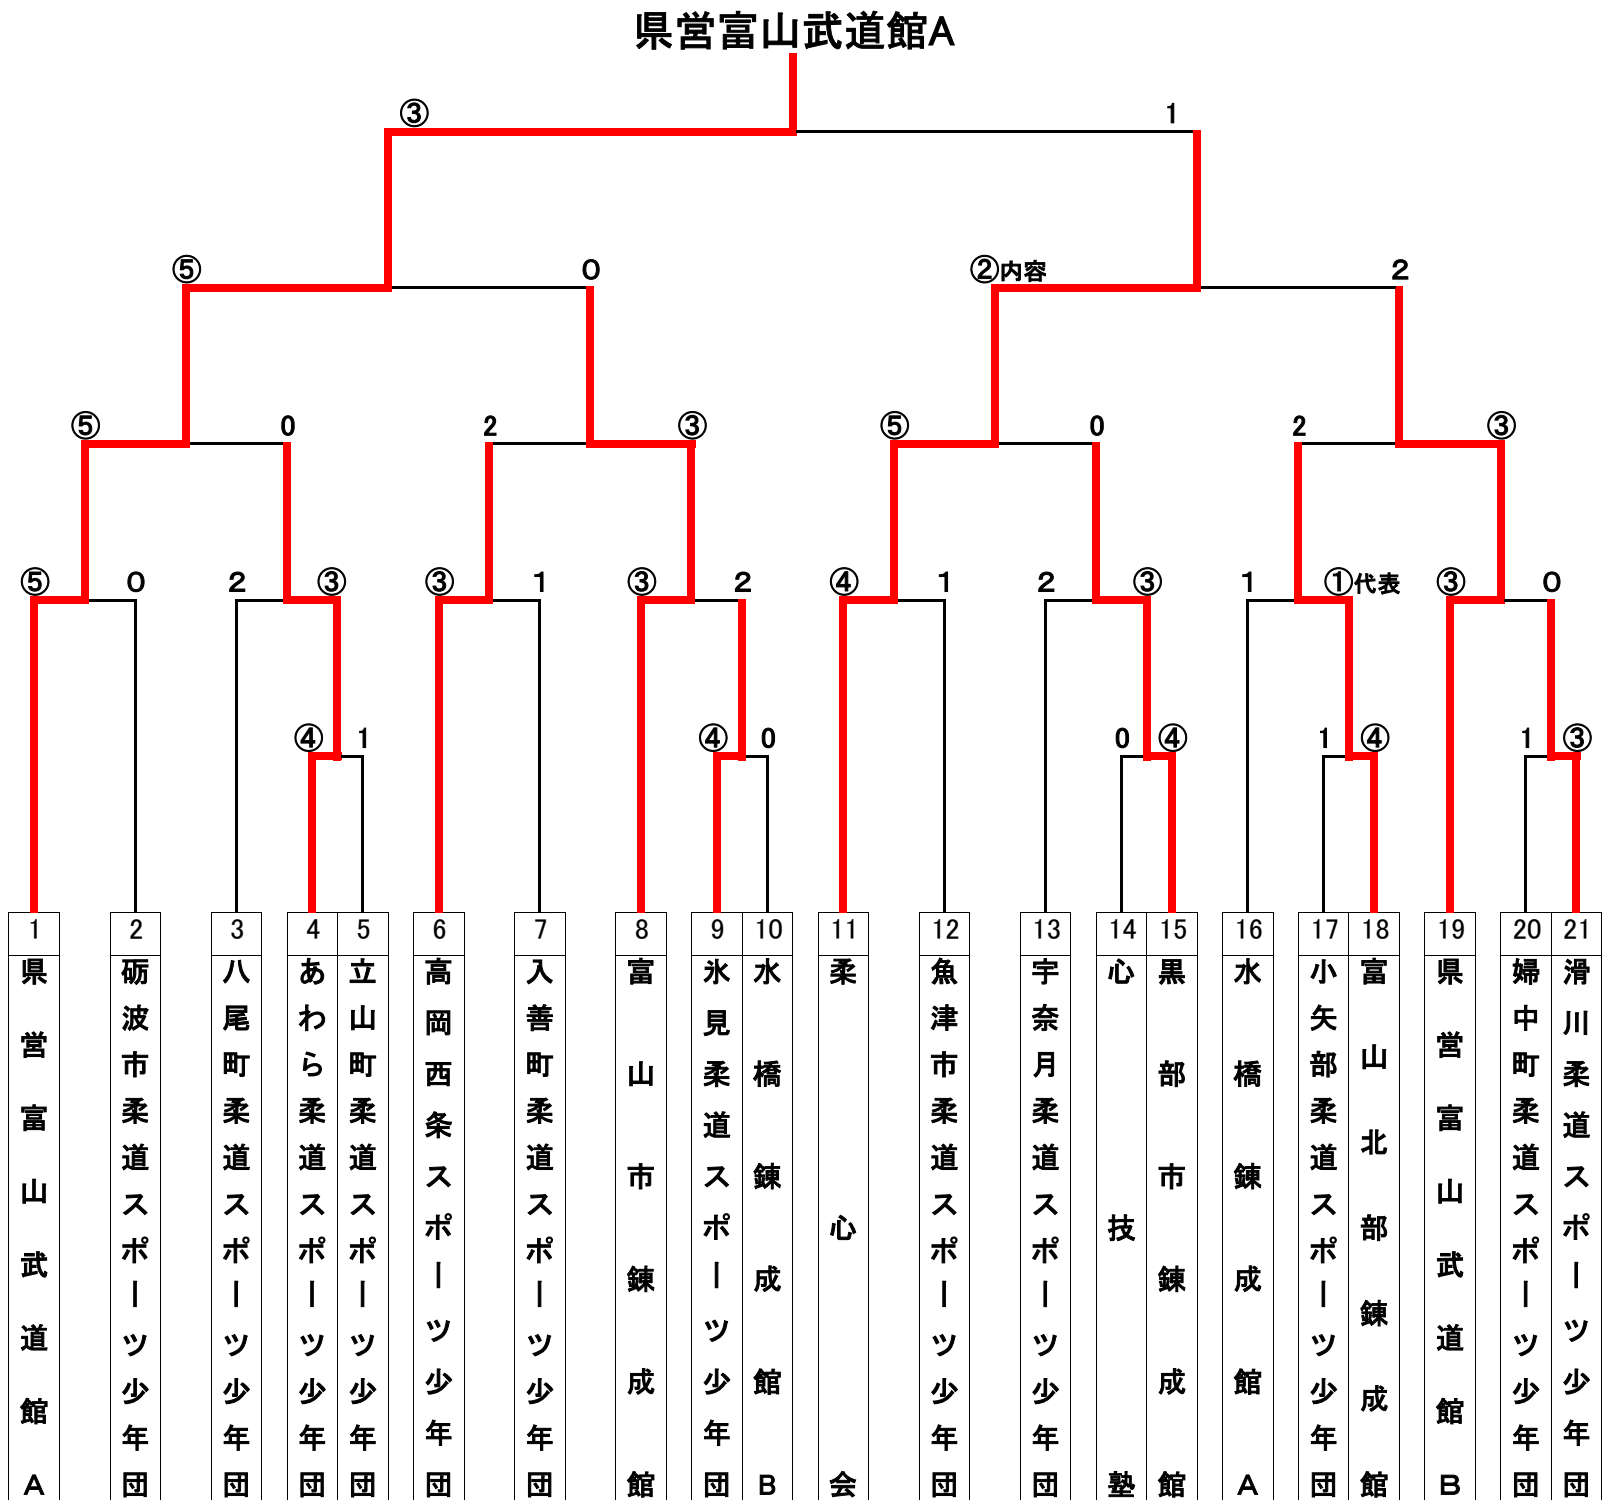 県営富山武道館A
③ 1
⑤ 0 ②内容 2
⑤ 0 2 ③ ⑤ 0 2 ③
⑤ 0 2 ③ ③ 1 ③ 2 ④ 1 2 ③ 1 ①代表 ③ 0
④ 1 ④ 0 0 ④ 1 ④ 1 ③
1 2 3 4 5 6 7 8 9 10 11 12 13 14 15 16 17 18 19 20 21
県営富山武道館A
砺波市柔道スポーツ少年団
八尾町柔道スポーツ少年団
あわら柔道スポーツ少年団
立山町柔道スポーツ少年団
高岡西条スポーツ少年団
入善町柔道スポーツ少年団
富山市錬成館
氷見柔道スポーツ少年団
水橋錬成館B
柔心会
魚津市柔道スポーツ少年団
宇奈月柔道スポーツ少年団
心技塾
黒部市錬成館
水橋錬成館A
小矢部柔道スポーツ少年団
富山北部錬成館
県営富山武道館B
婦中町柔道スポーツ少年団
滑川柔道スポーツ少年団